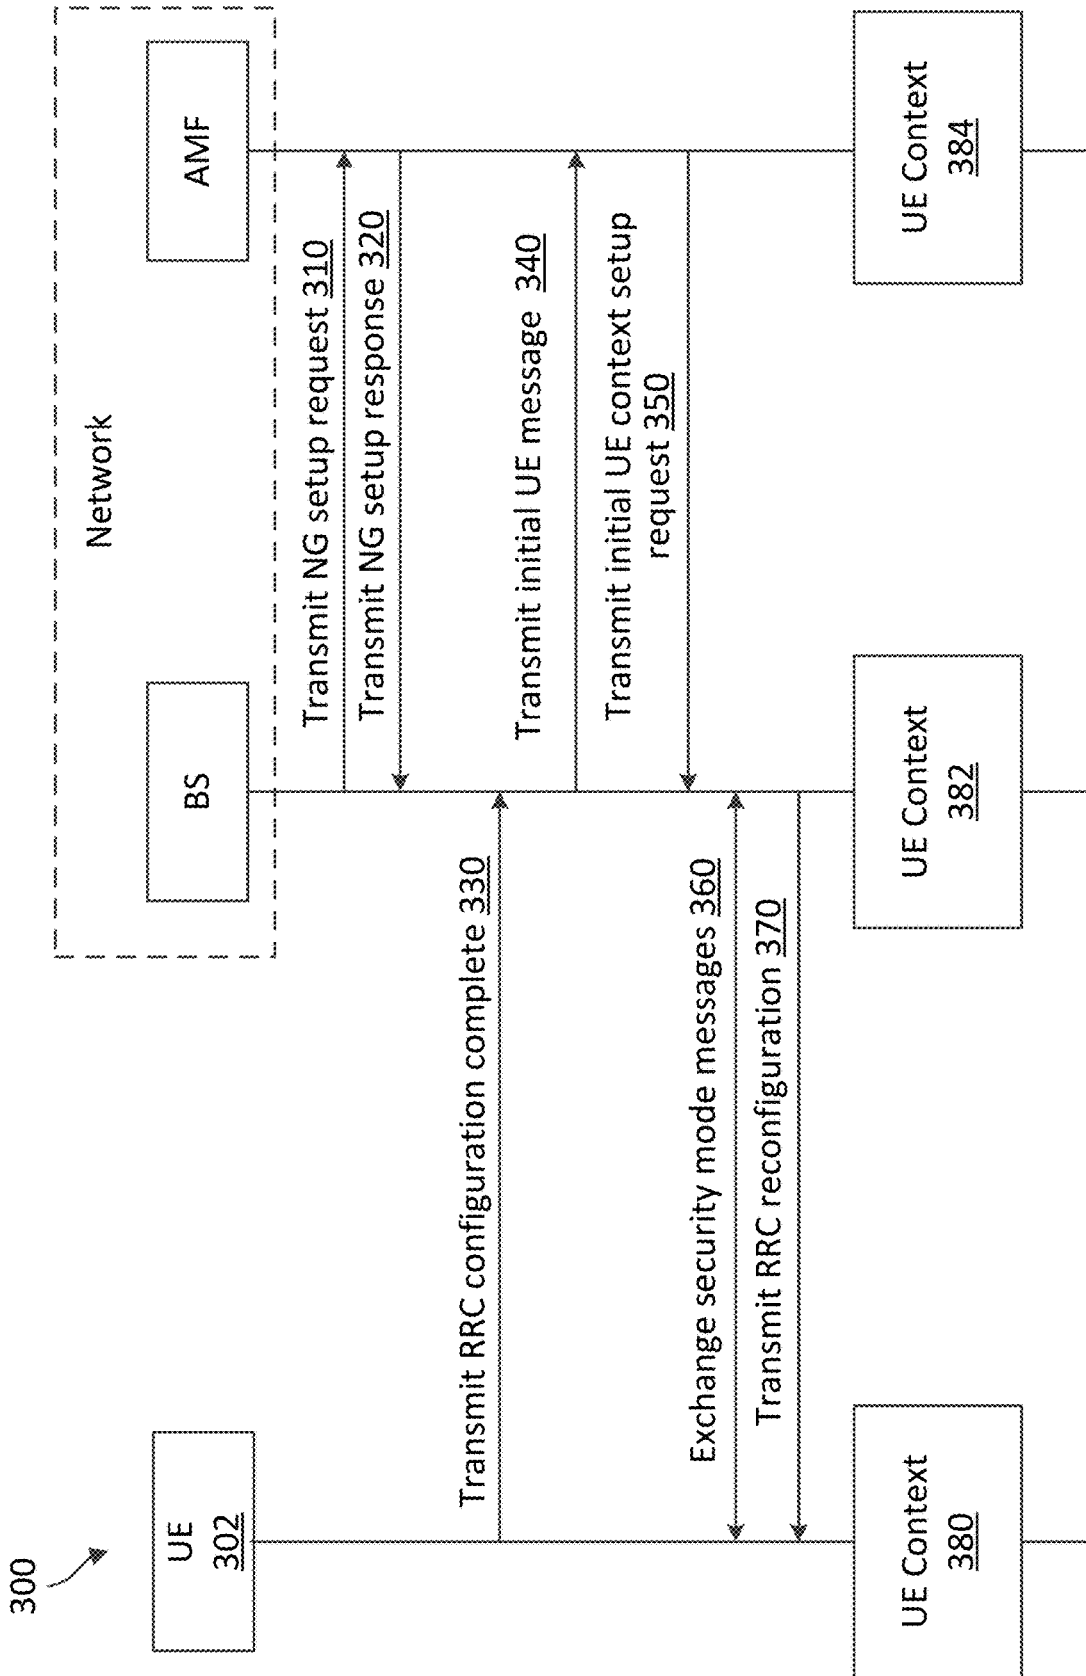 300
Network
UE
302
BS
AMF
Transmit NG setup request 310
Transmit NG setup response 320
Transmit RRC configuration complete 330
Transmit initial UE message 340
Transmit initial UE context setup
request 350
Exchange security mode messages 360
Transmit RRC reconfiguration 370
UE Context
380
UE Context
382
UE Context
384